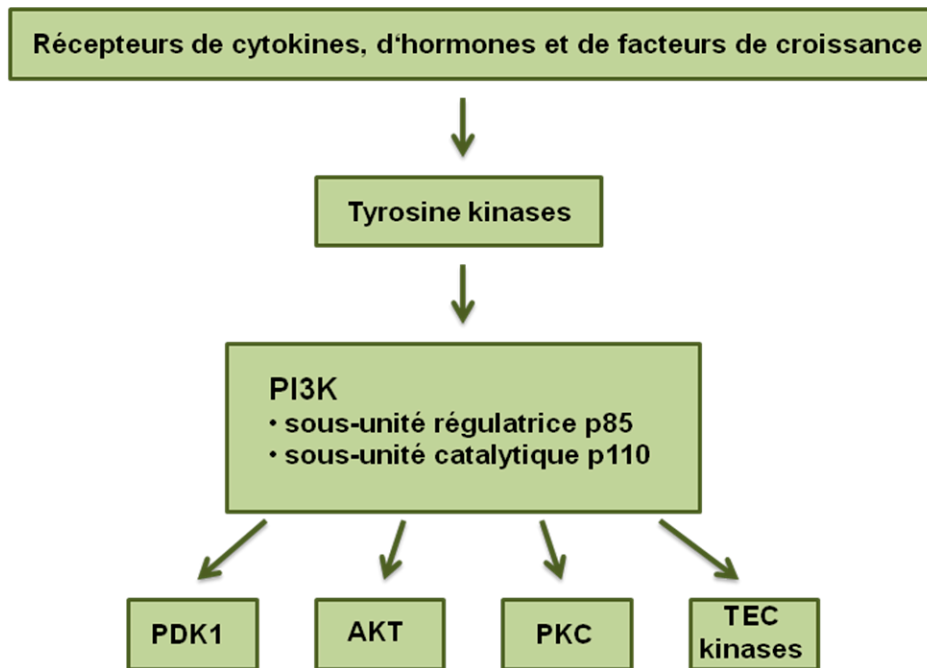 Récepteurs de cytokines, d‘hormones et de facteurs de croissance
Tyrosine kinases
PI3K
• sous-unité régulatrice p85
• sous-unité catalytique p110
PDK1
AKT
PKC
TEC
kinases